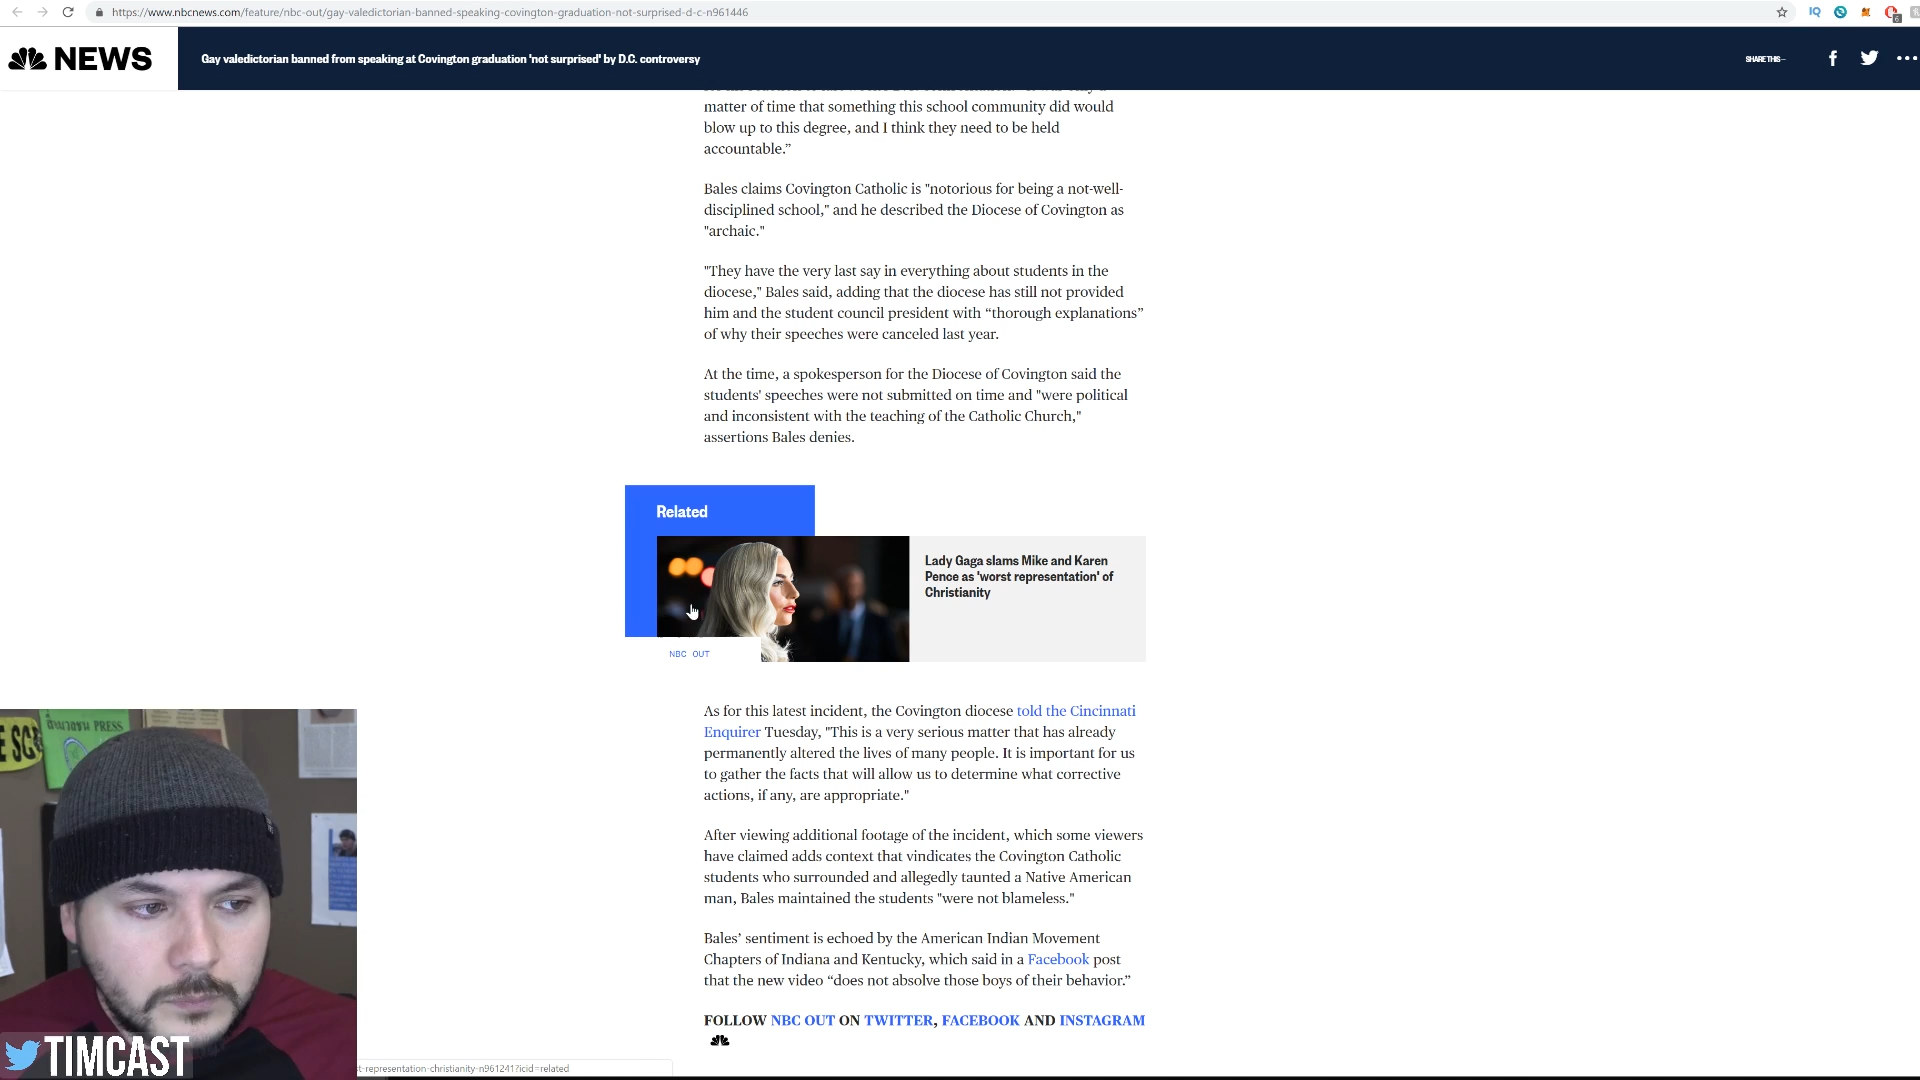 https://www.nbcnews.com/feature/nbc-out/gay-valedictorian-banned-speaking-covington-graduation-not-surprised-d-c-n961446
IQ
6
NEWS
Gay valedictorian banned from speaking at Covington graduation 'not surprised' by D.C. controversy
SHARE THIS—
matter of time that something this school community did would
blow up to this degree, and I think they need to be held
accountable.”
Bales claims Covington Catholic is "notorious for being a not-well-
disciplined school," and he described the Diocese of Covington as
"archaic."
"They have the very last say in everything about students in the
diocese," Bales said, adding that the diocese has still not provided
him and the student council president with “thorough explanations”
of why their speeches were canceled last year.
At the time, a spokesperson for the Diocese of Covington said the
students' speeches were not submitted on time and "were political
and inconsistent with the teaching of the Catholic Church,"
assertions Bales denies.
Related
Lady Gaga slams Mike and Karen
Pence as 'worst representation' of
Christianity
NBC OUT
As for this latest incident, the Covington diocese told the Cincinnati
Enquirer Tuesday, "This is a very serious matter that has already
permanently altered the lives of many people. It is important for us
to gather the facts that will allow us to determine what corrective
actions, if any, are appropriate."
After viewing additional footage of the incident, which some viewers
have claimed adds context that vindicates the Covington Catholic
students who surrounded and allegedly taunted a Native American
man, Bales maintained the students "were not blameless."
Bales’ sentiment is echoed by the American Indian Movement
Chapters of Indiana and Kentucky, which said in a Facebook post
that the new video “does not absolve those boys of their behavior.”
FOLLOW NBC OUT ON TWITTER, FACEBOOK AND INSTAGRAM
PRESS
TIMCAST
t-representation-christianity-n961241?icid=related